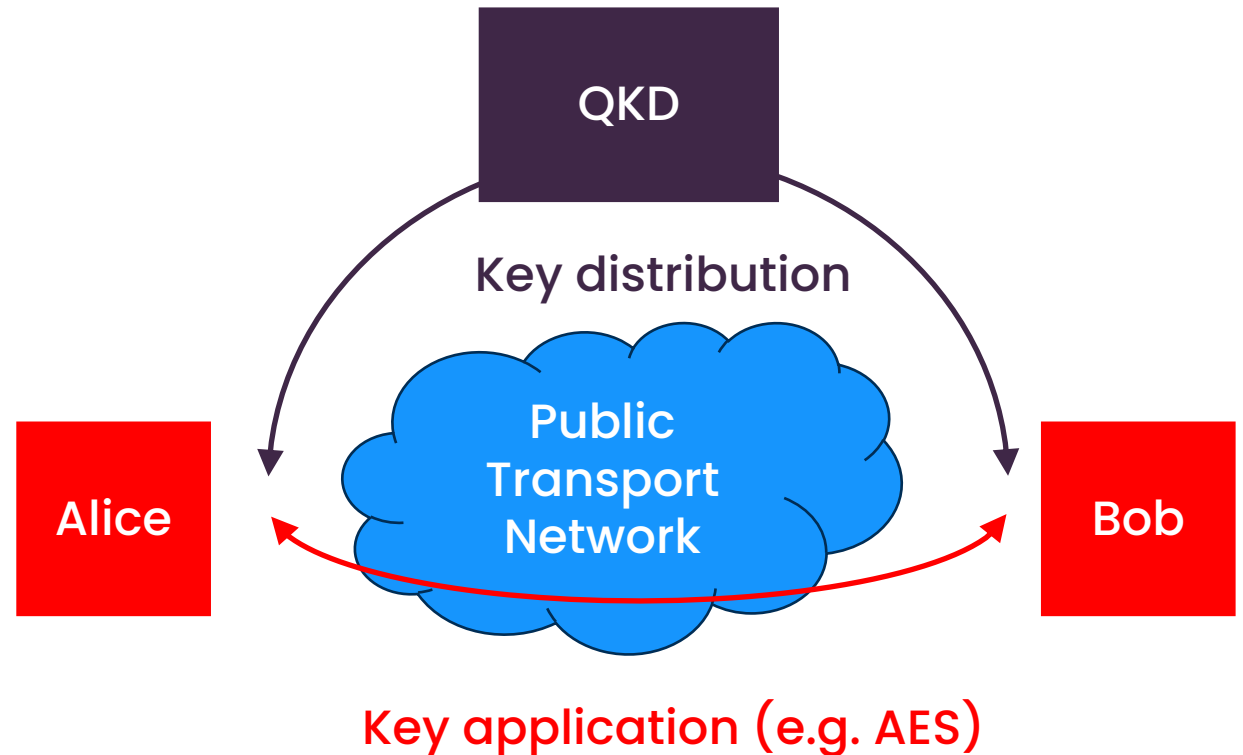 QKD
Key distribution
Public
Transport
Network
Alice
Bob
Key application (e.g. AES)